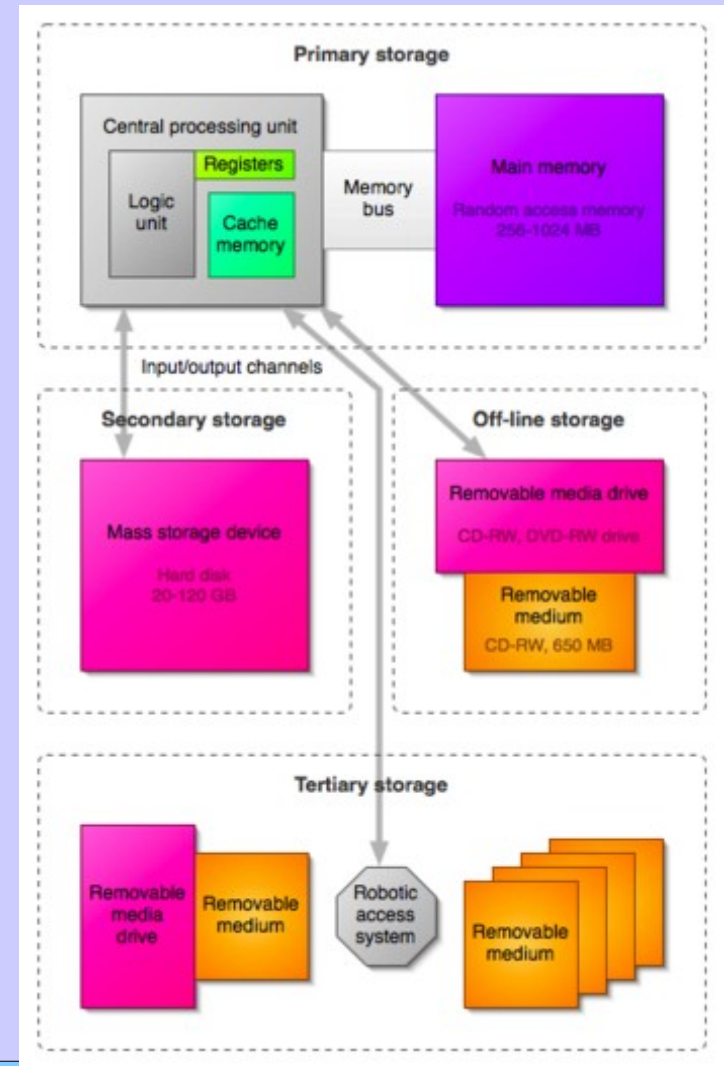 Primary storage
Central processing unit
Registers
Logic
unit
Cache
memory
Memory
bus
Main memory
Random access memory
256-1024 MB
Input/output channels
Secondary storage
Mass storage device
Hard disk
20-120 GB
Off-line storage
Removable media drive
CD-RW, DVD-RW drive
Removable
medium
CD-RW, 650 MB
Tertiary storage
Removable
media
drive
Removable
medium
Robotic
access
system
Removable
medium